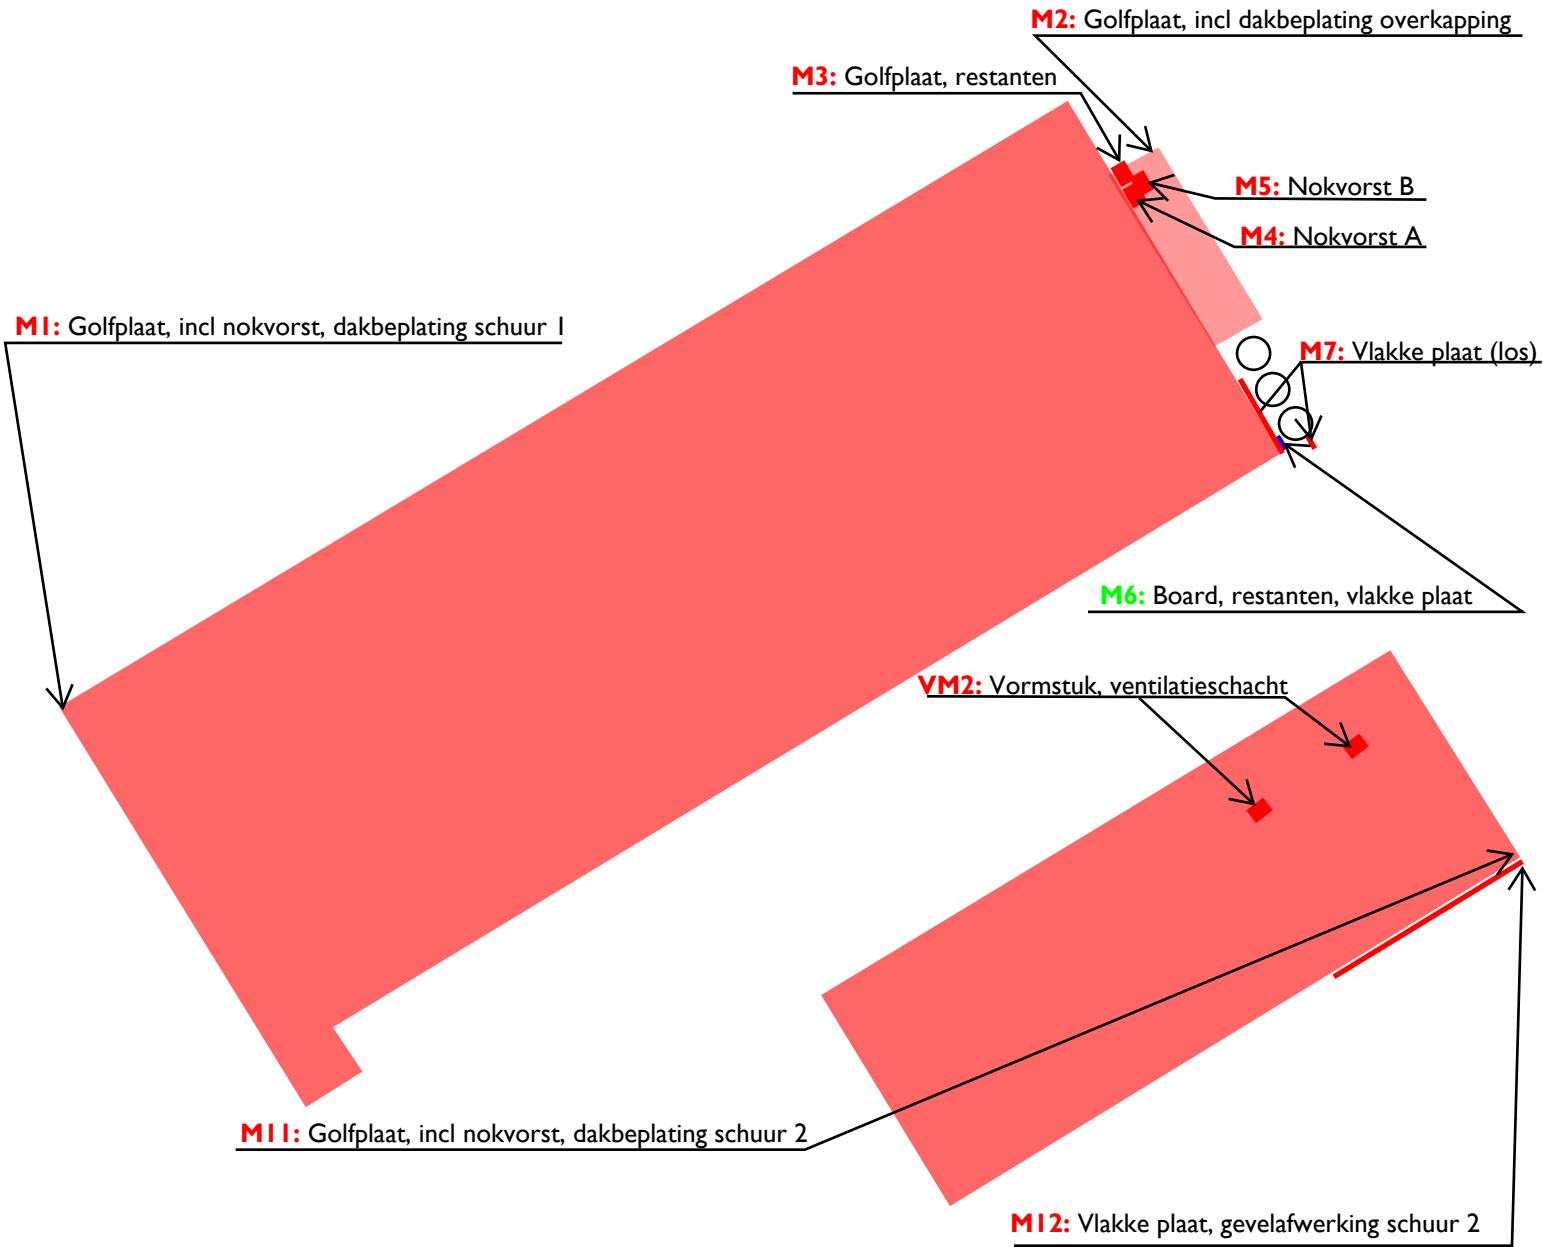 M2: Golfplaat, incl dakbeplating overkapping
M3: Golfplaat, restanten
M5: Nokvorst B
M4: Nokvorst A
M1: Golfplaat, incl nokvorst, dakbeplating schuur 1
M7: Vlakke plaat (los)
M6: Board, restanten, vlakke plaat
VM2: Vormstuk, ventilatieschacht
M11: Golfplaat, incl nokvorst, dakbeplating schuur 2
M12: Vlakke plaat, gevelafwerking schuur 2